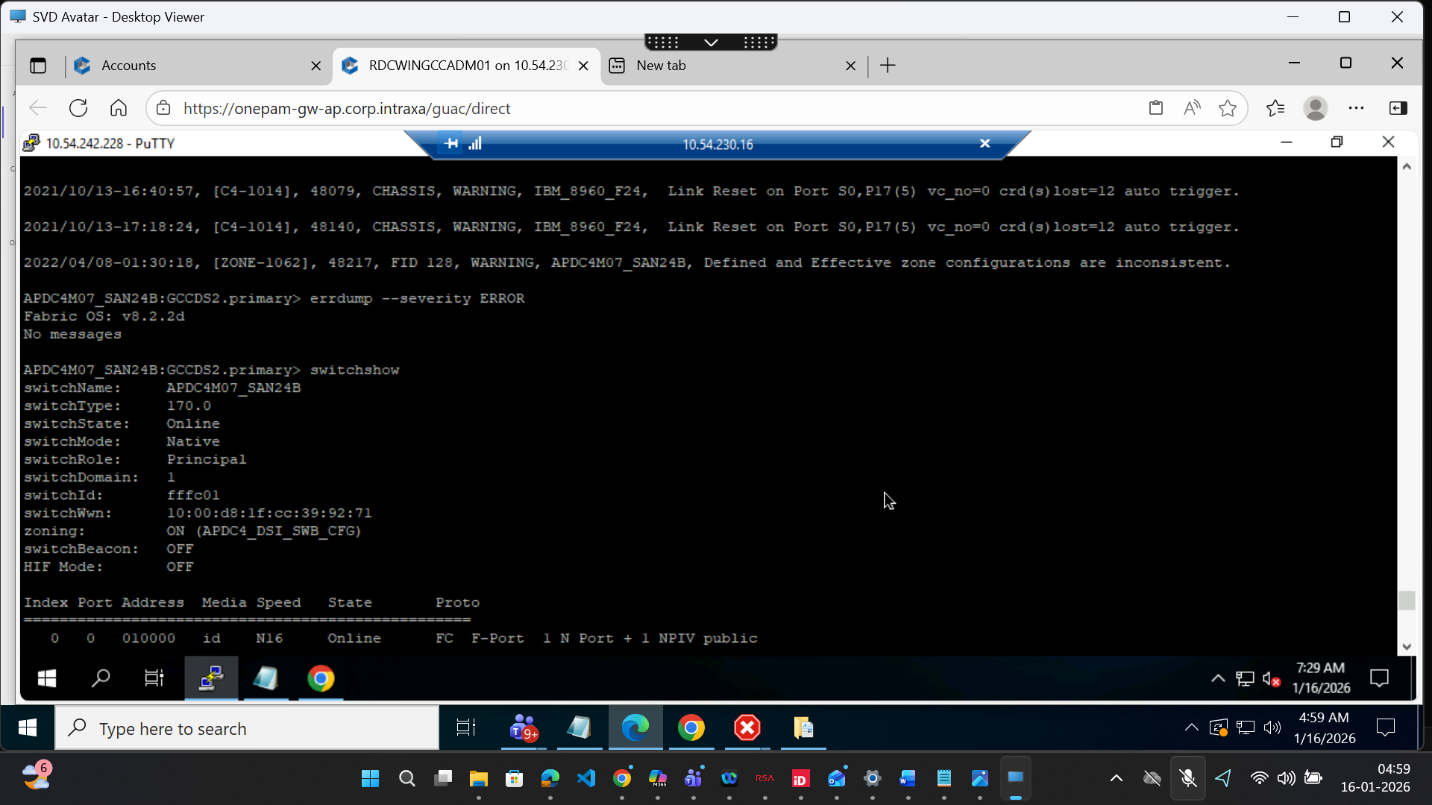 SVD Avatar - Desktop Viewer
Accounts
RDCWINGCCADM01 on 10.54.230
New tab
https://onepam-gw-ap.corp.intraxa/guac/direct
10.54.242.228 - PuTTY
10.54.230.16
2021/10/13-16:40:57, [C4-1014], 48079, CHASSIS, WARNING, IBM_8960_F24,  Link Reset on Port S0,P17(5) vc_no=0 crd(s)lost=12 auto trigger.
2021/10/13-17:18:24, [C4-1014], 48140, CHASSIS, WARNING, IBM_8960_F24,  Link Reset on Port S0,P17(5) vc_no=0 crd(s)lost=12 auto trigger.
2022/04/08-01:30:18, [ZONE-1062], 48217, FID 128, WARNING, APDC4M07_SAN24B, Defined and Effective zone configurations are inconsistent.
APDC4M07_SAN24B:GCCDS2.primary> errdump --severity ERROR
Fabric OS: v8.2.2d
No messages
APDC4M07_SAN24B:GCCDS2.primary> switchshow
switchName:     APDC4M07_SAN24B
switchType:     170.0
switchState:    Online
switchMode:     Native
switchRole:     Principal
switchDomain:   1
switchId:       fffc01
switchWwn:      10:00:d8:1f:cc:39:92:71
zoning:         ON (APDC4_DSI_SWB_CFG)
switchBeacon:   OFF
HIF Mode:       OFF
Index Port Address  Media Speed   State       Proto
==================================================
0   0   010000   id    N16     Online      FC  F-Port  1 N Port + 1 NPIV public
7:29 AM
1/16/2026
Type here to search
9+
4:59 AM
1/16/2026
6
RSA
iD
04:59
16-01-2026